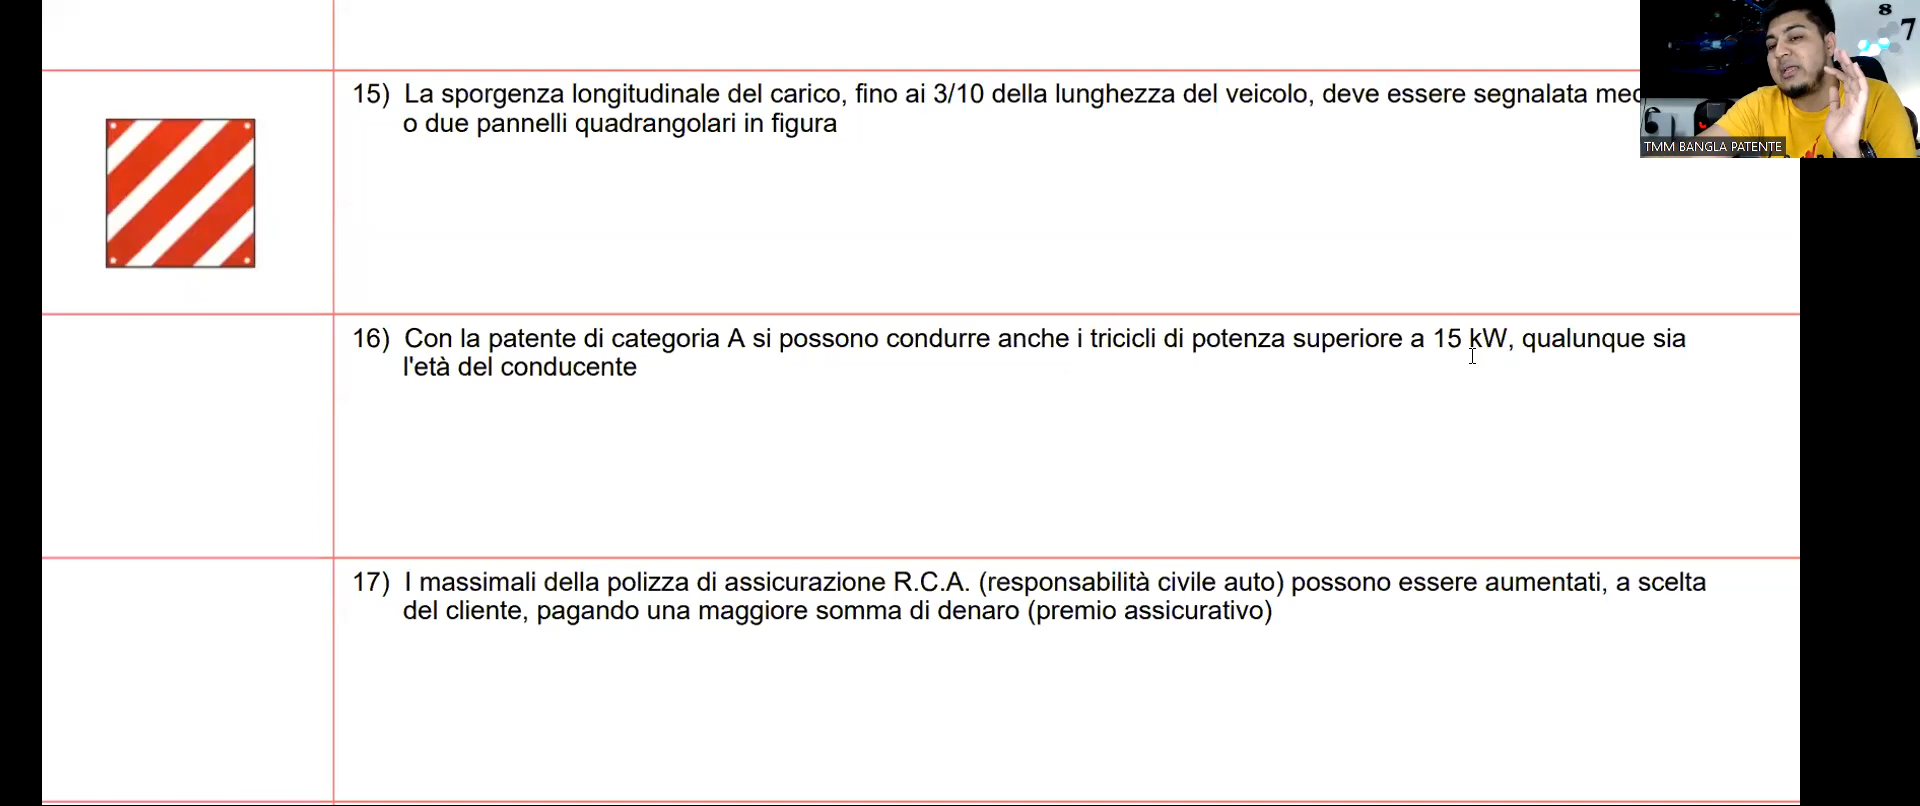 15) La sporgenza longitudinale del carico, fino ai 3/10 della lunghezza del veicolo, deve essere segnalata
o due pannelli quadrangolari in figura
8
7
6
TMM BANGLA PATENTE
16) Con la patente di categoria A si possono condurre anche i tricicli di potenza superiore a 15 kW, qualunque sia
l'età del conducente
17) I massimali della polizza di assicurazione R.C.A. (responsabilità civile auto) possono essere aumentati, a scelta
del cliente, pagando una maggiore somma di denaro (premio assicurativo)